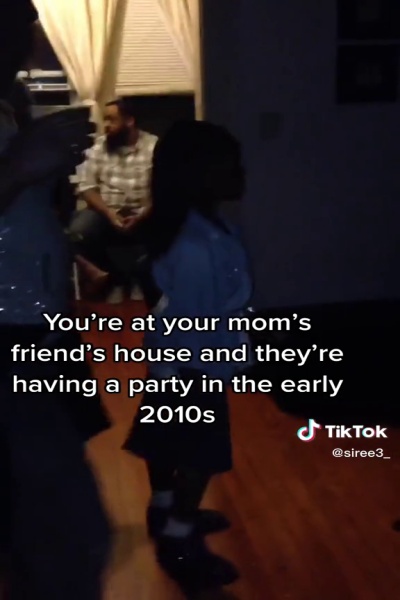 You're at your mom's
friend's house and they're
having a party in the early
2010s
TikTok
@siree3_